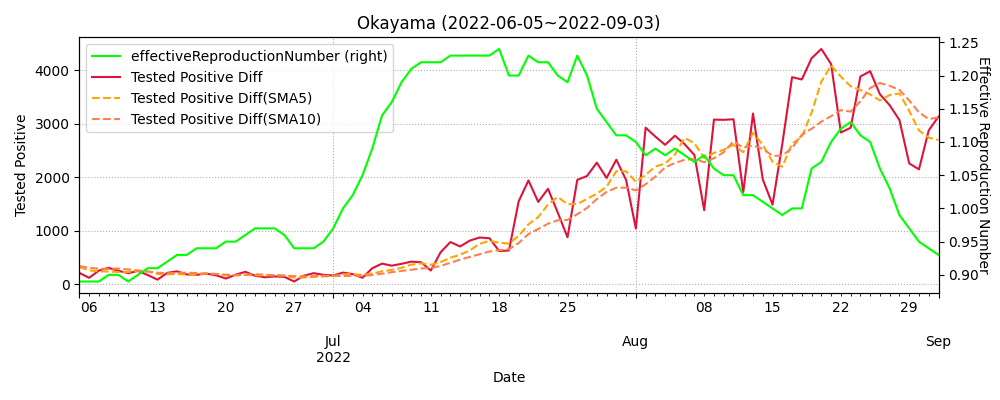 Okayama (2022-06-05~2022-09-03)
effectiveReproductionNumber (right)
Tested Positive Diff
Tested Positive Diff(SMA5)
Tested Positive Diff(SMA10)
Tested Positive
4000
3000
2000
1000
0
1.25
1.20
1.15
1.10
1.05
1.00
0.95
0.90
Effective Reproduction Number
06 13 20 27 04 11 18 25 08 15 22 29
Jul Aug Sep
2022
Date